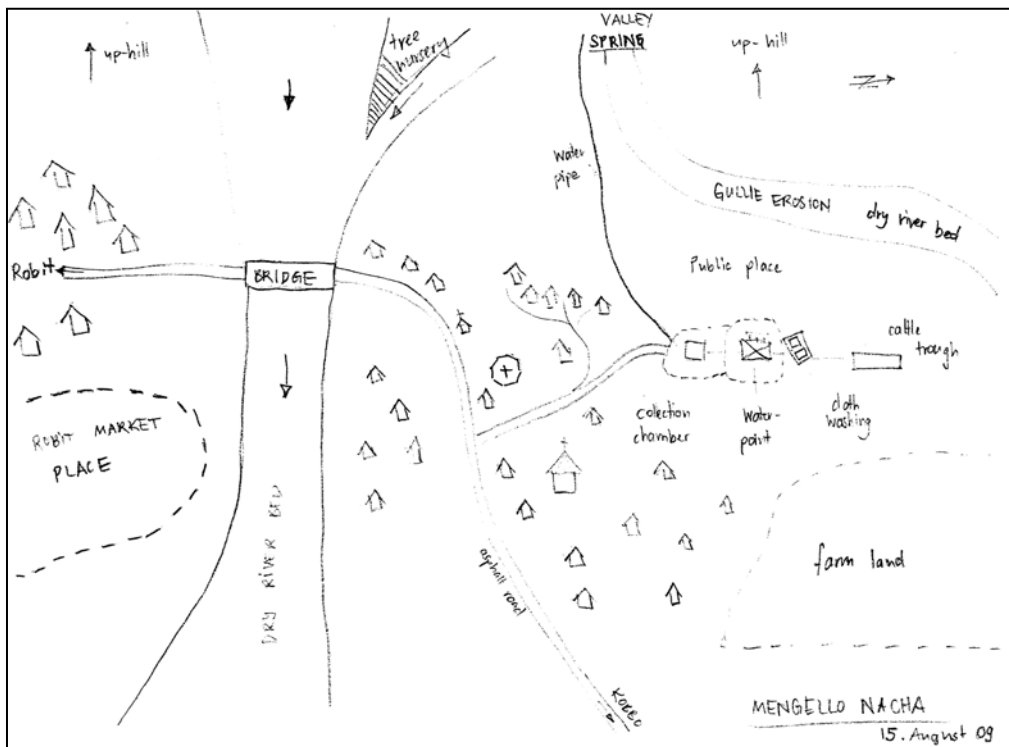 VALLEY
SPRING
up-hill
tree
nursery
up-hill
Z
Water
pipe
GULLIE EROSION
dry river bed
Public place
Robit
BRIDGE
cattle
trough
colection
chamber
Water-
point
cloth
washing
ROBIT MARKET
PLACE
DRY RIVER BED
asphalt road
farm land
KOBBO
MENGELLO NACHA
15. August 09